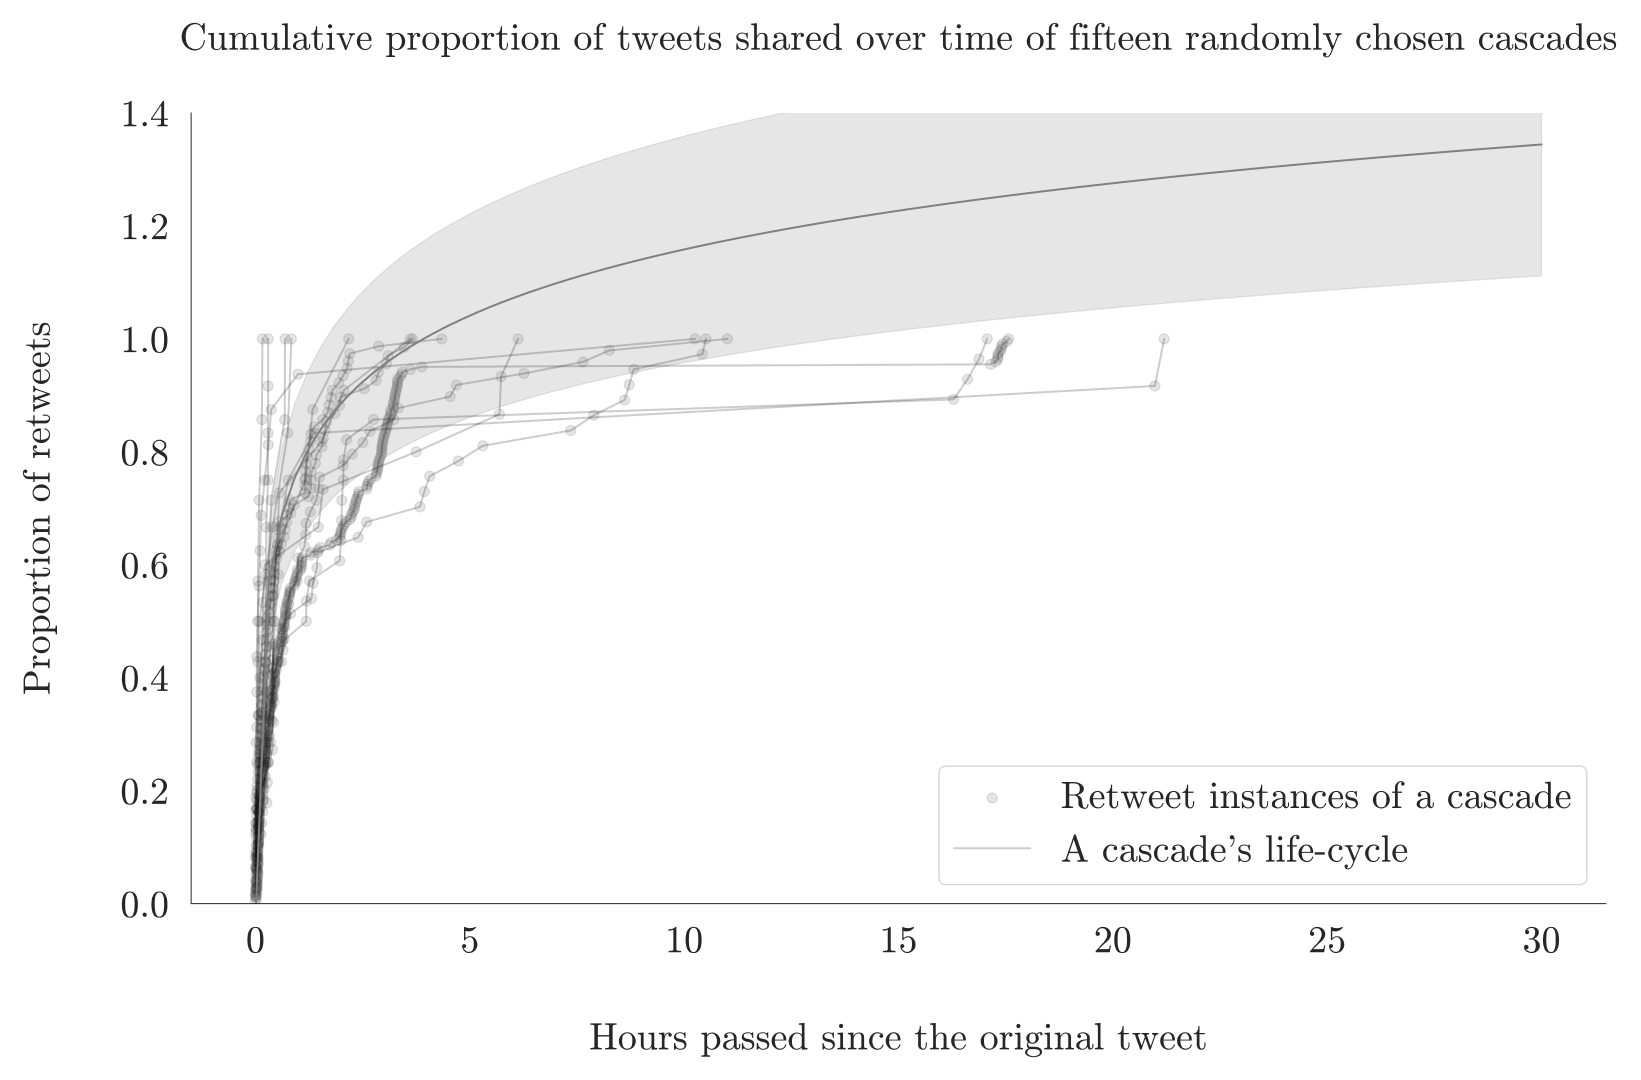 Cumulative proportion of tweets shared over time of fifteen randomly chosen cascades
1.4
1.2
1.0
0.8
0.6
0.4
0.2
0.0
Proportion of retweets
Retweet instances of a cascade
A cascade's life-cycle
0 5 10 15 20 25 30
Hours passed since the original tweet